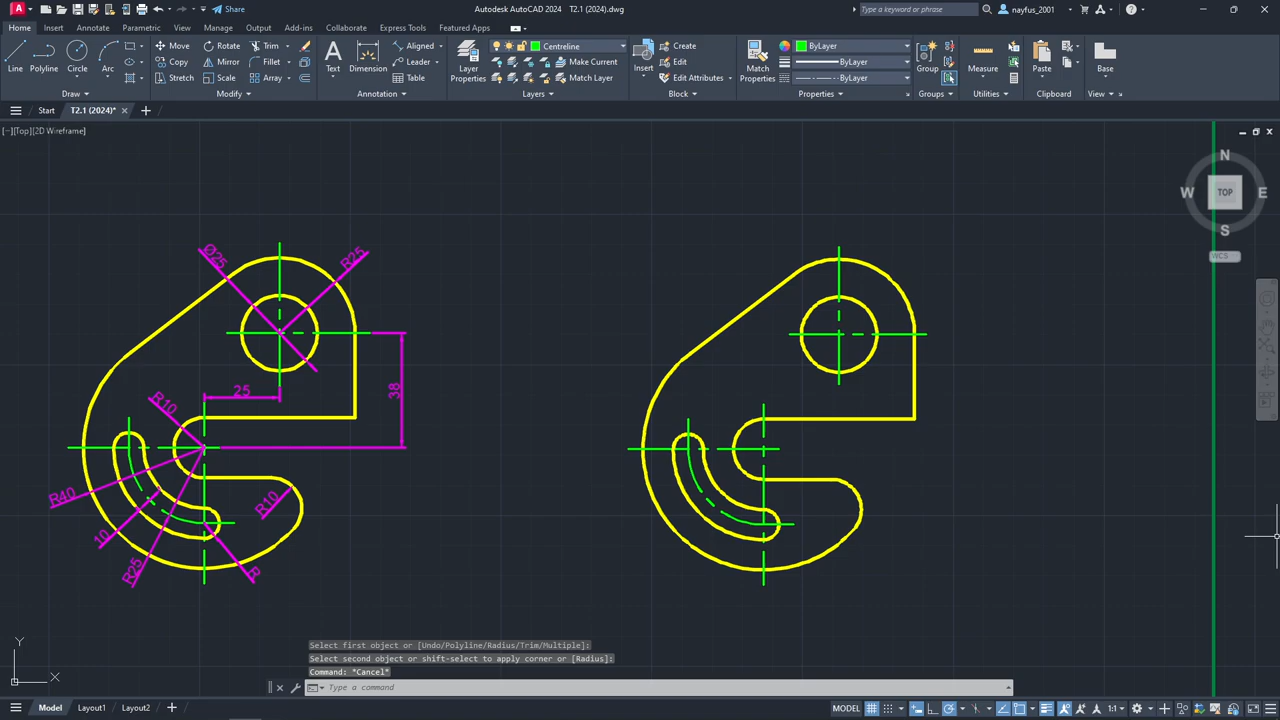 Share
Autodesk AutoCAD 2024 T2.1 (2024).dwg
Type a keyword or phrase
nayfus_2001
Home Insert Annotate Parametric View Manage Output Add-ins Collaborate Express Tools Featured Apps
Line Polyline Circle Arc
Move Rotate Trim
Copy Mirror Fillet
Stretch Scale Array
Text Dimension
Aligned
Leader
Table
Layer Properties
Centreline
Make Current
Match Layer
Insert
Create
Edit
Edit Attributes
Match Properties
ByLayer
ByLayer
ByLayer
Group Measure Paste Base
Draw Modify Annotation Layers Block Properties Groups Utilities Clipboard View
Start T2.1 (2024)*
[−][Top][2D Wireframe]
N
W TOP E
S
WCS
Ø25 R25
38
25
R10
R40
R10
10
R25
R
Y
X
Select first object or [Undo/Polyline/Radius/Trim/Multiple]:
Select second object or shift-select to apply corner or [Radius]:
Command: *Cancel*
Type a command
Model Layout1 Layout2
MODEL 1:1